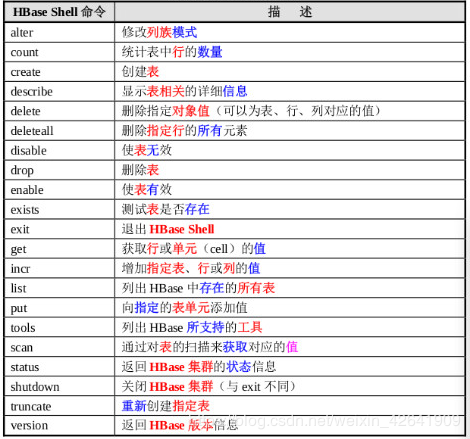 HBase Shell 命令 描 述
alter 修改列族模式
count 统计表中行的数量
create 创建表
describe 显示表相关的详细信息
delete 删除指定对象值（可以为表、行、列对应的值）
deleteall 删除指定行的所有元素
disable 使表无效
drop 删除表
enable 使表有效
exists 测试表是否存在
exit 退出 HBase Shell
get 获取行或单元（cell）的值
incr 增加指定表、行或列的值
list 列出 HBase 中存在的所有表
put 向指定的表单元添加值
tools 列出 HBase 所支持的工具
scan 通过对表的扫描来获取对应的值
status 返回 HBase 集群的状态信息
shutdown 关闭 HBase 集群（与 exit 不同）
truncate 重新创建指定表
version 返回 HBase 版本信息
blog.csdn.net/weixin_42641909